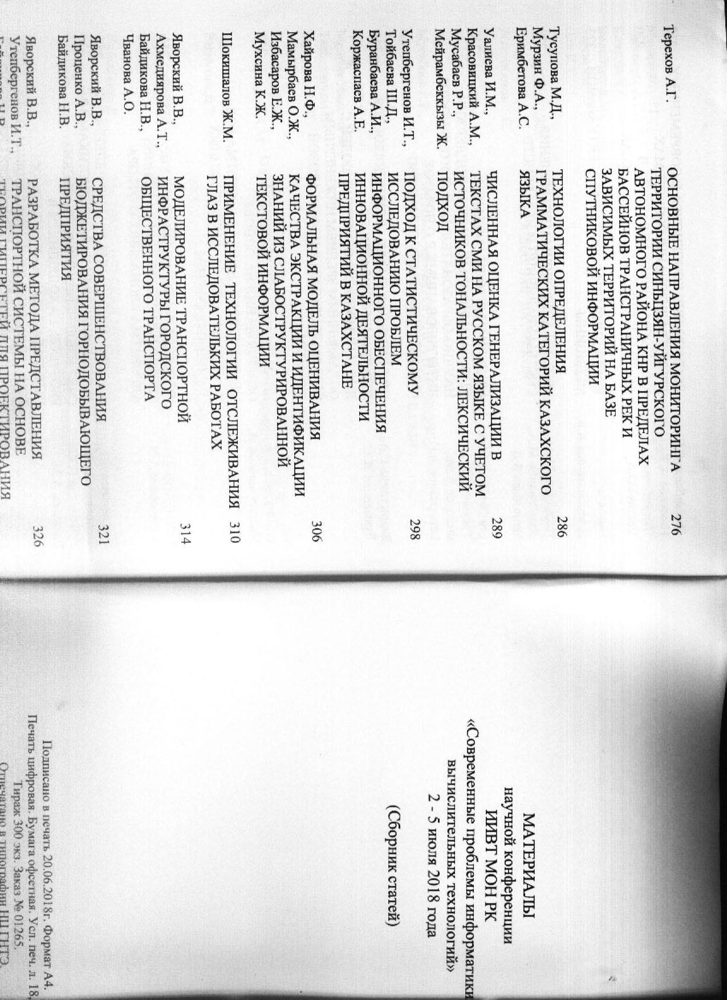 Терехов А.Г. ОСНОВНЫЕ НАПРАВЛЕНИЯ МОНИТОРИНГА 276
ТЕРРИТОРИИ СИНЬЦЗЯН-УЙГУРСКОГО
АВТОНОМНОГО РАЙОНА КНР В ПРЕДЕЛАХ
БАССЕЙНОВ ТРАНСГРАНИЧНЫХ РЕК И
ЗАВИСИМЫХ ТЕРРИТОРИЙ НА БАЗЕ
СПУТНИКОВОЙ ИНФОРМАЦИИ
Тусупова М.Д., ТЕХНОЛОГИИ ОПРЕДЕЛЕНИЯ 286
Мурзин Ф.А., ГРАММАТИЧЕСКИХ КАТЕГОРИЙ КАЗАХСКОГО
Еримбетова А.С. ЯЗЫКА
Уалиева И.М., ЧИСЛЕННАЯ ОЦЕНКА ГЕНЕРАЛИЗАЦИИ В 289
Красовицкий А.М., ТЕКСТАХ СМИ НА РУССКОМ ЯЗЫКЕ С УЧЕТОМ
Мусабаев Р.Р., ИСТОЧНИКОВ ТОНАЛЬНОСТИ: ЛЕКСИЧЕСКИЙ
Мейрамбеккызы Ж. ПОДХОД
Утепбергенов И.Т., ПОДХОД К СТАТИСТИЧЕСКОМУ 298
Тойбаева Ш.Д., ИССЛЕДОВАНИЮ ПРОБЛЕМ
Буранбаева А.И., ИНФОРМАЦИОННОГО ОБЕСПЕЧЕНИЯ
Коржаспаев А.Е. ИННОВАЦИОННОЙ ДЕЯТЕЛЬНОСТИ
ПРЕДПРИЯТИЙ В КАЗАХСТАНЕ
Хайрова Н.Ф., ФОРМАЛЬНАЯ МОДЕЛЬ ОЦЕНИВАНИЯ 306
Мамырбаев О.Ж., КАЧЕСТВА ЭКСТРАКЦИИ И ИДЕНТИФИКАЦИИ
Избасаров Е.Ж., ЗНАНИЙ ИЗ СЛАБОСТРУКТУРИРОВАННОЙ
Мухсина К.Ж. ТЕКСТОВОЙ ИНФОРМАЦИИ
Шокишалов Ж.М. ПРИМЕНЕНИЕ ТЕХНОЛОГИИ ОТСЛЕЖИВАНИЯ 310
ГЛАЗ В ИССЛЕДОВАТЕЛЬКИХ РАБОТАХ
Яворский В.В., МОДЕЛИРОВАНИЕ ТРАНСПОРТНОЙ 314
Ахмедиярова А.Т., ИНФРАСТРУКТУРЫ ГОРОДСКОГО
Байдикова Н.В., ОБЩЕСТВЕННОГО ТРАНСПОРТА
Чванова А.О.
Яворский В.В., СРЕДСТВА СОВЕРШЕНСТВОВАНИЯ 321
Проценко А.В., БЮДЖЕТИРОВАНИЯ ГОРНОДОБЫВАЮЩЕГО
Байдикова Н.В. ПРЕДПРИЯТИЯ
Яворский В.В., РАЗРАБОТКА МЕТОДА ПРЕДСТАВЛЕНИЯ 326
Утепбергенов И.Т., ТРАНСПОРТНОЙ СИСТЕМЫ НА ОСНОВЕ
ТЕОРИИ ГИПЕРСЕТЕЙ ДЛЯ ПРОЕКТИРОВАНИЯ
МАТЕРИАЛЫ
научной конференции
ИИВТ МОН РК
«Современные проблемы информатики
вычислительных технологий»
2 - 5 июля 2018 года
(Сборник статей)
Подписано в печать 20.06.2018г. Формат А4.
Печать цифровая. Бумага офсетная. Усл. печ. л. 18,
Тираж 300 экз. Заказ № 01265.
Отпечатано в типографии НЦ ГНТЭ,